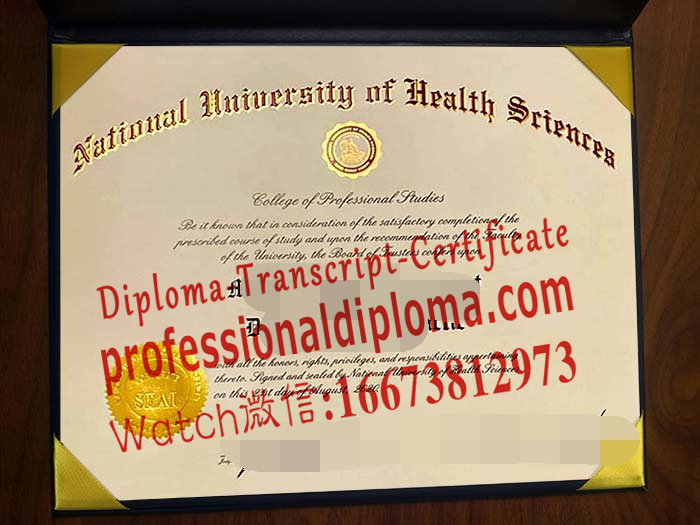 National University of Health Sciences
College of Professional Studies
Be it known that in consideration of the satisfactory completion of the
prescribed course of study and upon the recommendation of the Faculty
of the University, the Board of Trustees confers upon
Diploma-Transcript-Certificate
professionaldiploma.com
with all the honors, rights, privileges, and responsibilities appertaining
thereto. Signed and sealed by National University of Health Sciences
on this 21st day of August,
SEAL
Watch微信:16673812973